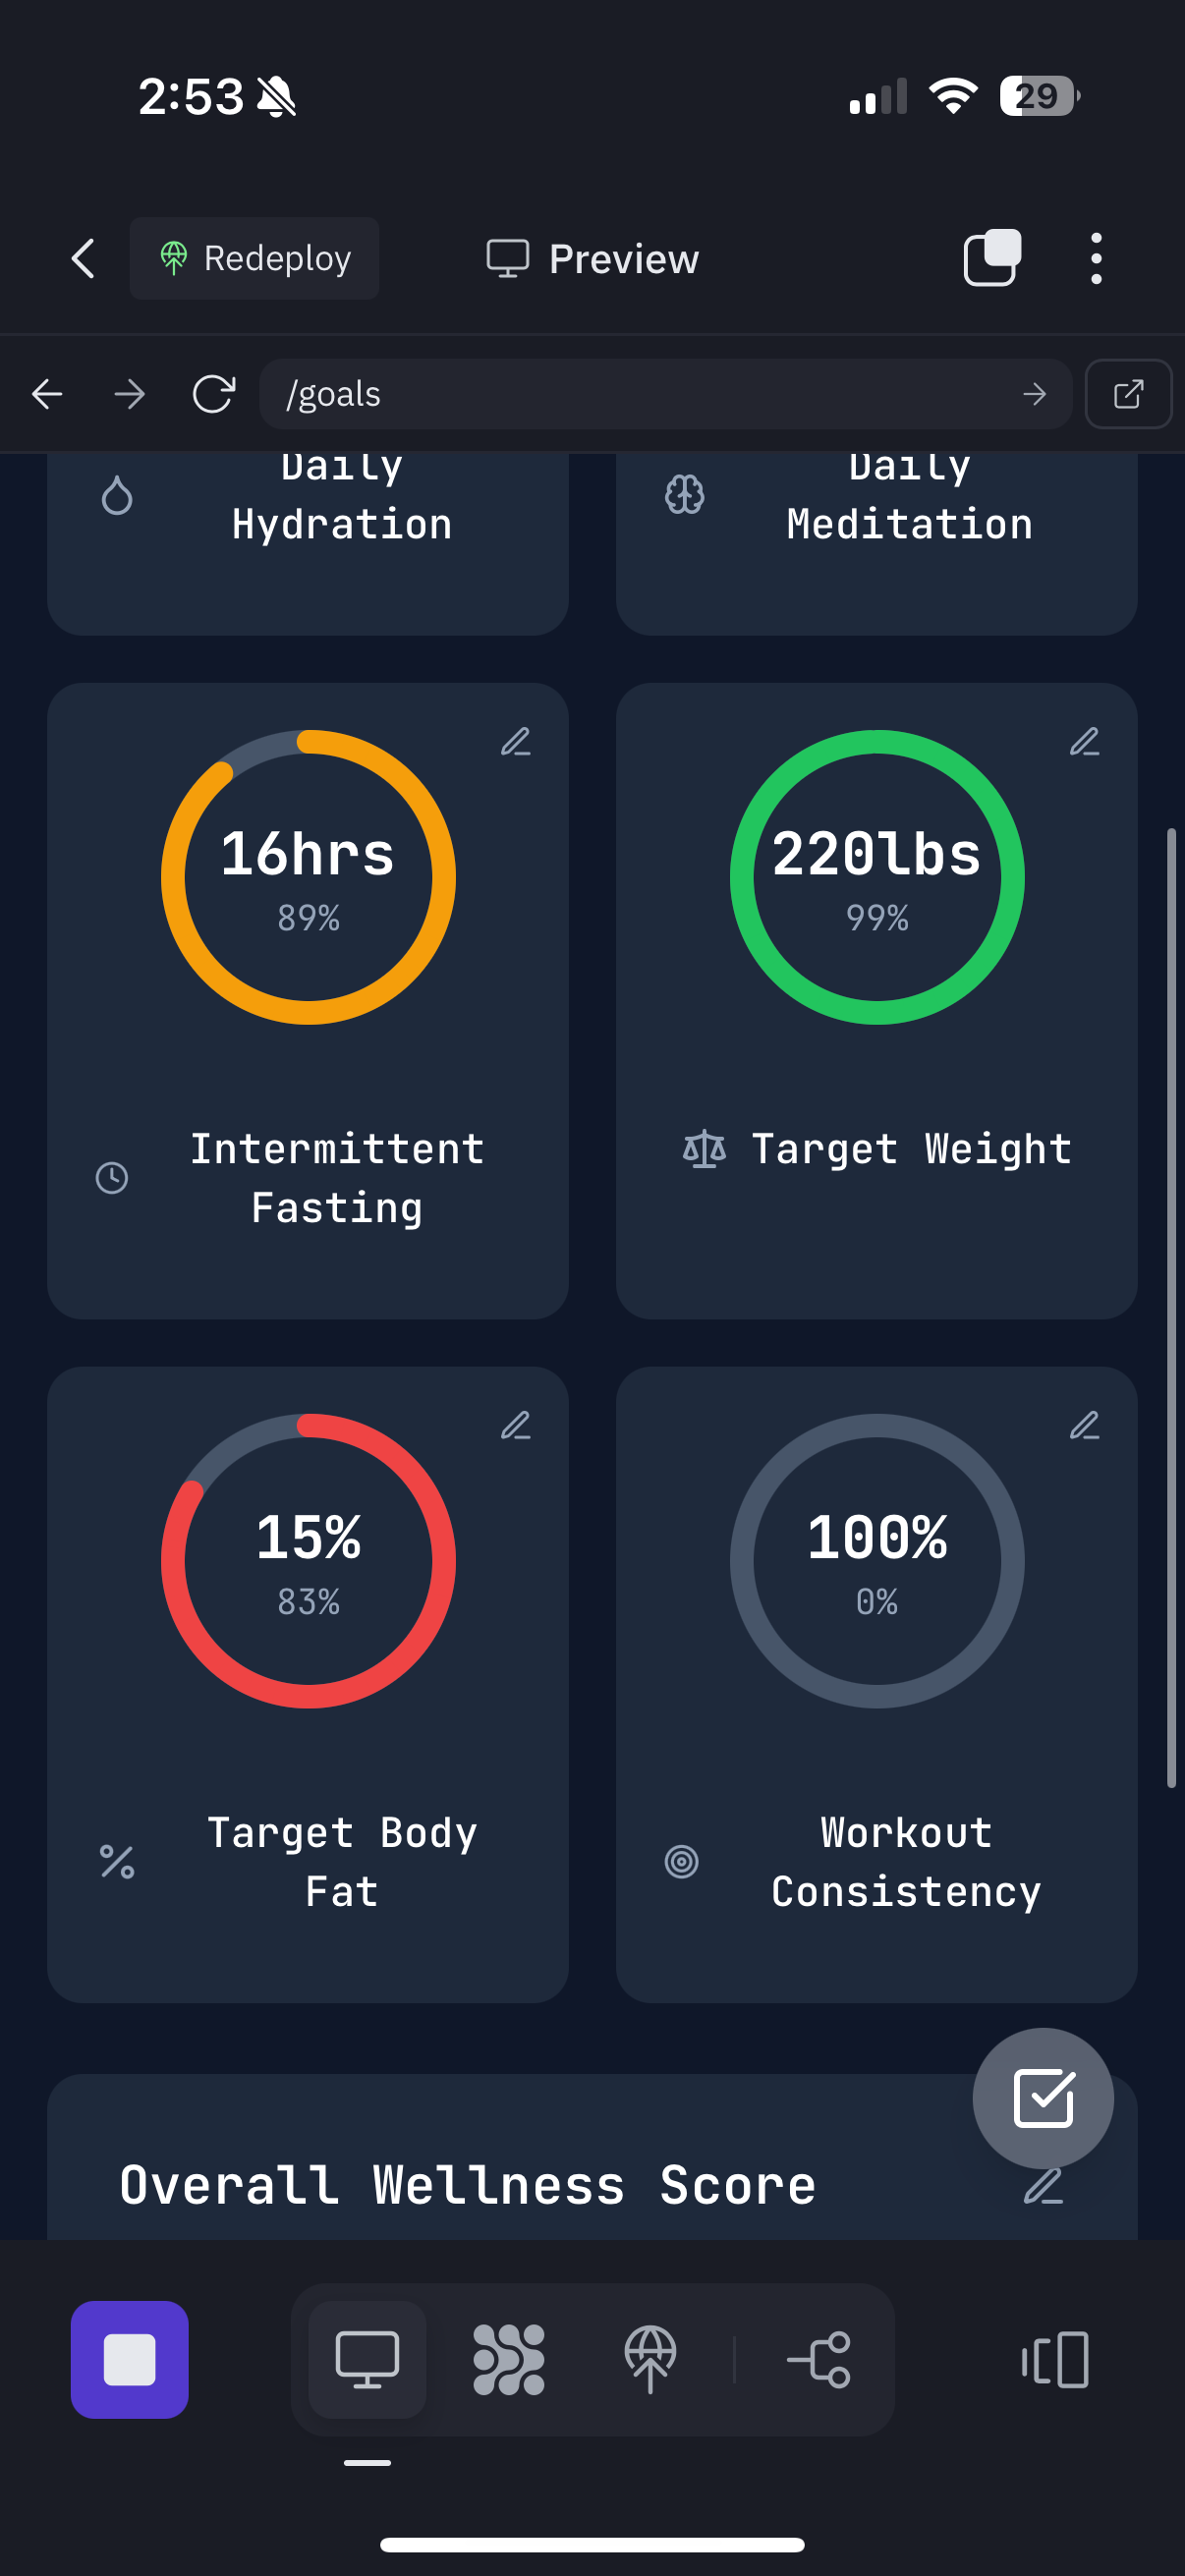 2:53
29
Redeploy
Preview
/goals
Daily
Hydration
Daily
Meditation
16hrs
89%
Intermittent
Fasting
220lbs
99%
Target Weight
15%
83%
Target Body
Fat
100%
0%
Workout
Consistency
Overall Wellness Score